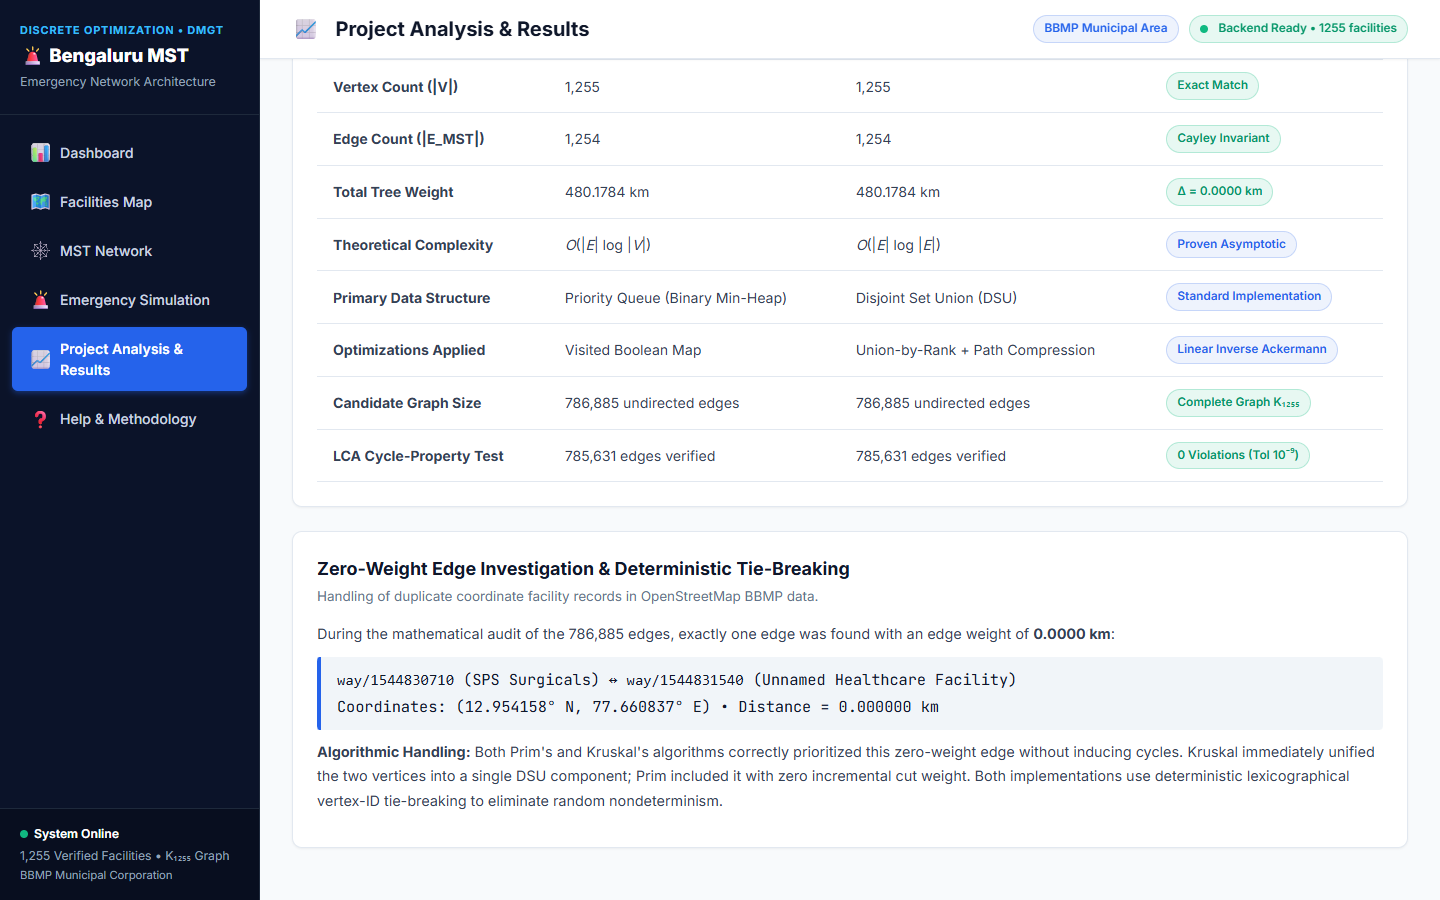 DISCRETE OPTIMIZATION • DMGT
Bengaluru MST
Emergency Network Architecture
Dashboard
Facilities Map
MST Network
Emergency Simulation
Project Analysis &
Results
Help & Methodology
System Online
1,255 Verified Facilities • K₁₂₅₅ Graph
BBMP Municipal Corporation
Project Analysis & Results
BBMP Municipal Area
Backend Ready • 1255 facilities
Vertex Count (|V|) 1,255 1,255 Exact Match
Edge Count (|E_MST|) 1,254 1,254 Cayley Invariant
Total Tree Weight 480.1784 km 480.1784 km Δ = 0.0000 km
Theoretical Complexity O(|E| log |V|) O(|E| log |E|) Proven Asymptotic
Primary Data Structure Priority Queue (Binary Min-Heap) Disjoint Set Union (DSU) Standard Implementation
Optimizations Applied Visited Boolean Map Union-by-Rank + Path Compression Linear Inverse Ackermann
Candidate Graph Size 786,885 undirected edges 786,885 undirected edges Complete Graph K₁₂₅₅
LCA Cycle-Property Test 785,631 edges verified 785,631 edges verified 0 Violations (Tol 10⁻⁹)
Zero-Weight Edge Investigation & Deterministic Tie-Breaking
Handling of duplicate coordinate facility records in OpenStreetMap BBMP data.
During the mathematical audit of the 786,885 edges, exactly one edge was found with an edge weight of 0.0000 km:
way/1544830710 (SPS Surgicals) ↔ way/1544831540 (Unnamed Healthcare Facility)
Coordinates: (12.954158° N, 77.660837° E) • Distance = 0.000000 km
Algorithmic Handling: Both Prim's and Kruskal's algorithms correctly prioritized this zero-weight edge without inducing cycles. Kruskal immediately unified
the two vertices into a single DSU component; Prim included it with zero incremental cut weight. Both implementations use deterministic lexicographical
vertex-ID tie-breaking to eliminate random nondeterminism.